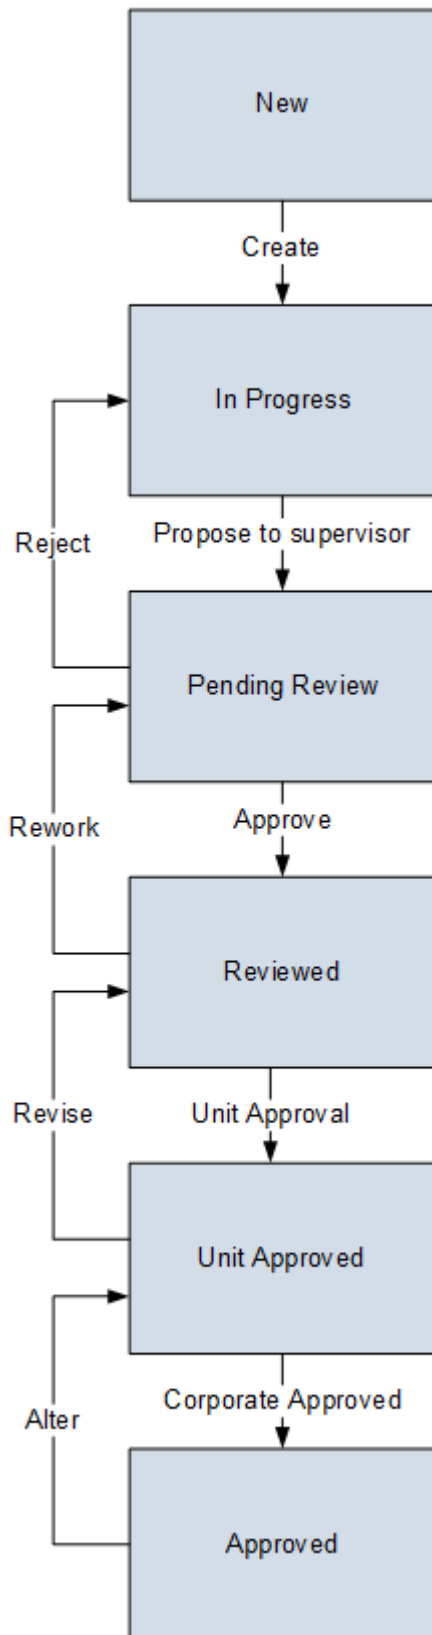 New
Create
In Progress
Propose to supervisor
Reject
Pending Review
Approve
Rework
Reviewed
Unit Approval
Revise
Unit Approved
Corporate Approved
Alter
Approved